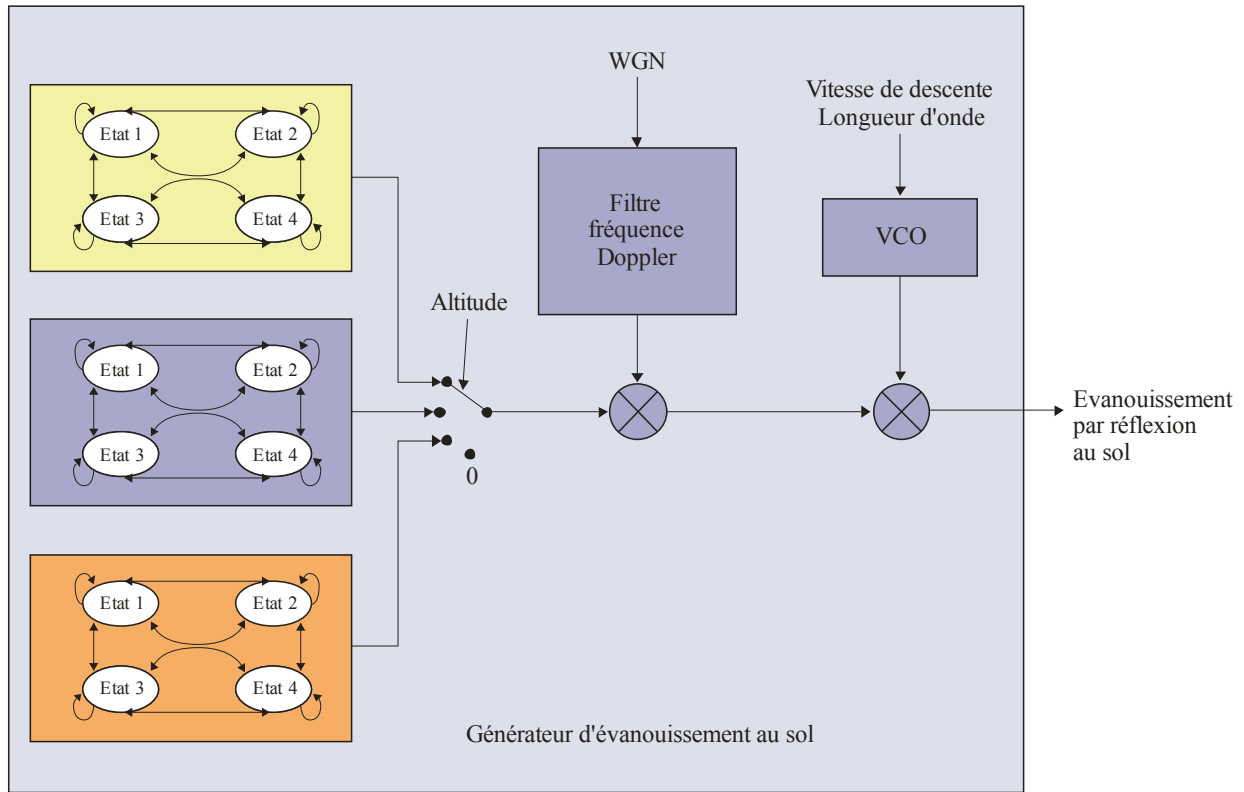 WGN
Vitesse de descente
Longueur d'onde
Etat 1
Etat 2
Etat 3
Etat 4
Filtre
fréquence
Doppler
VCO
Altitude
Etat 1
Etat 2
Etat 3
Etat 4
0
Evanouissement
par réflexion
au sol
Etat 1
Etat 2
Etat 3
Etat 4
Générateur d'évanouissement au sol